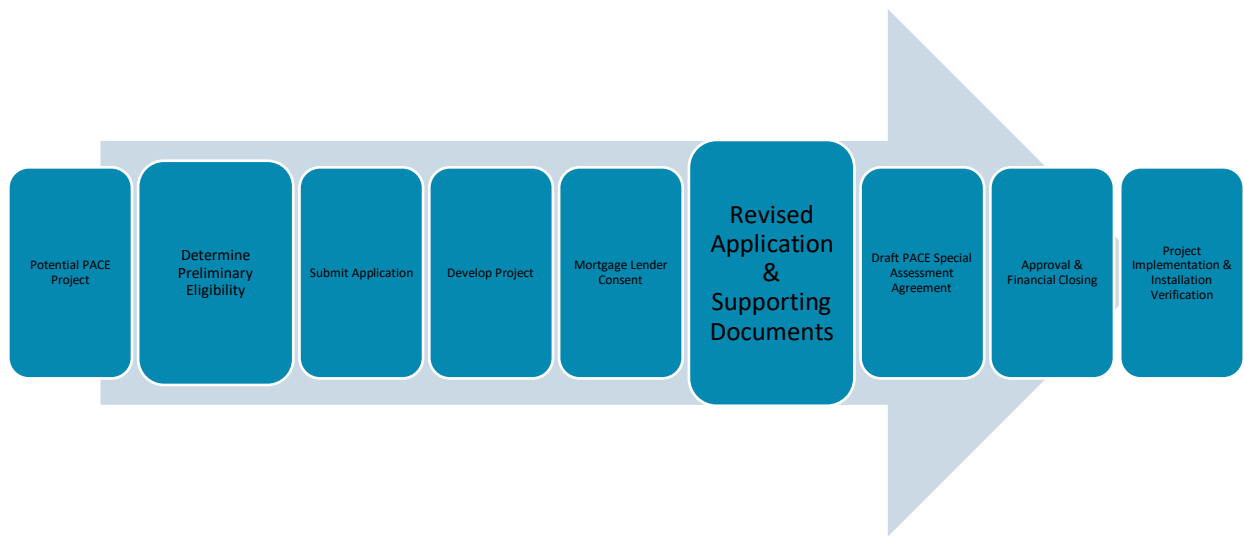 Potential PACE
Project
Determine
Preliminary
Eligibility
Submit Application
Develop Project
Mortgage Lender
Consent
Revised
Application
&
Supporting
Documents
Draft PACE Special
Assessment
Agreement
Approval &
Financial Closing
Project
Implementation &
Installation
Verification